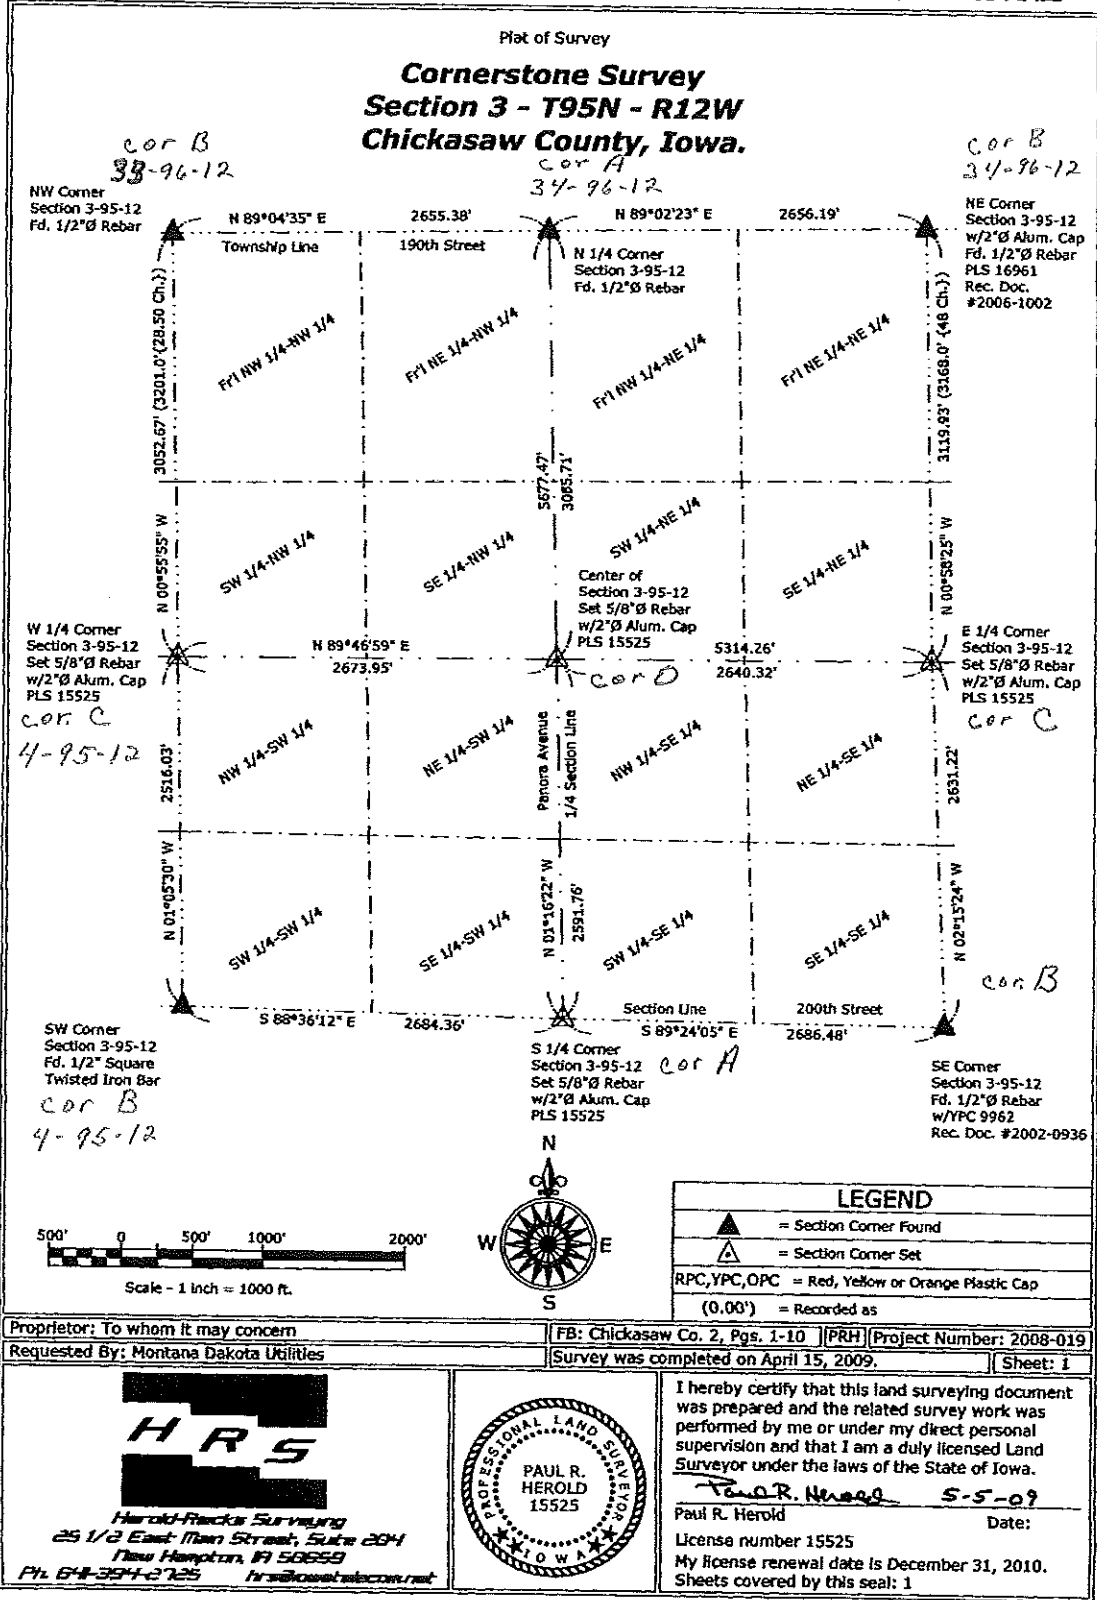 Plat of Survey
Cornerstone Survey
Section 3 - T95N - R12W
Chickasaw County, Iowa.
cor B
33-96-12
cor A
34-96-12
cor B
34-96-12
NW Corner
Section 3-95-12
Fd. 1/2"Ø Rebar
N 89°04'35" E
2655.38'
N 89°02'23" E
2656.19'
Township Line
190th Street
NE Corner
Section 3-95-12
w/2"Ø Alum. Cap
Fd. 1/2"Ø Rebar
PLS 16961
Rec. Doc.
#2006-1002
N 1/4 Corner
Section 3-95-12
Fd. 1/2"Ø Rebar
3052.67' (3201.0'{28.50 Ch.})
Fr'l NW 1/4-NW 1/4
Fr'l NE 1/4-NW 1/4
Fr'l NW 1/4-NE 1/4
Fr'l NE 1/4-NE 1/4
3119.93' (3168.0' {48 Ch.})
5677.47'
3085.71'
N 00°55'55" W
SW 1/4-NW 1/4
SE 1/4-NW 1/4
SW 1/4-NE 1/4
SE 1/4-NE 1/4
N 00°58'25" W
Center of
Section 3-95-12
Set 5/8"Ø Rebar
w/2"Ø Alum. Cap
PLS 15525
W 1/4 Corner
Section 3-95-12
Set 5/8"Ø Rebar
w/2"Ø Alum. Cap
PLS 15525
cor. C
4-95-12
N 89°46'59" E
2673.95'
5314.26'
2640.32'
cor D
E 1/4 Corner
Section 3-95-12
Set 5/8"Ø Rebar
w/2"Ø Alum. Cap
PLS 15525
cor C
2516.03'
NW 1/4-SW 1/4
NE 1/4-SW 1/4
Panora Avenue
1/4 Section Line
NW 1/4-SE 1/4
NE 1/4-SE 1/4
2631.22'
N 01°05'30" W
SW 1/4-SW 1/4
SE 1/4-SW 1/4
N 01°16'22" W
2591.76'
SW 1/4-SE 1/4
SE 1/4-SE 1/4
N 02°15'24" W
cor. B
S 88°36'12" E
2684.36'
Section Line
200th Street
S 89°24'05" E
2686.48'
SW Corner
Section 3-95-12
Fd. 1/2" Square
Twisted Iron Bar
cor B
4-95-12
S 1/4 Corner
Section 3-95-12
Set 5/8"Ø Rebar
w/2"Ø Alum. Cap
PLS 15525
cor A
SE Corner
Section 3-95-12
Fd. 1/2"Ø Rebar
w/YPC 9962
Rec. Doc. #2002-0936
N
W
E
S
500'
0
500'
1000'
2000'
Scale - 1 inch = 1000 ft.
LEGEND
= Section Corner Found
= Section Corner Set
RPC,YPC,OPC = Red, Yellow or Orange Plastic Cap
(0.00') = Recorded as
Proprietor: To whom it may concern
FB: Chickasaw Co. 2, Pgs. 1-10
PRH
Project Number: 2008-019
Requested By: Montana Dakota Utilities
Survey was completed on April 15, 2009.
Sheet: 1
HRS
Herold-Reicks Surveying
25 1/2 East Main Street, Suite 204
New Hampton, IA 50659
Ph. 641-394-2725
hrs@iowatelecom.net
PROFESSIONAL LAND SURVEYOR
PAUL R.
HEROLD
15525
IOWA
I hereby certify that this land surveying document
was prepared and the related survey work was
performed by me or under my direct personal
supervision and that I am a duly licensed Land
Surveyor under the laws of the State of Iowa.
Paul R. Herold 5-5-09
Paul R. Herold
Date:
License number 15525
My license renewal date is December 31, 2010.
Sheets covered by this seal: 1